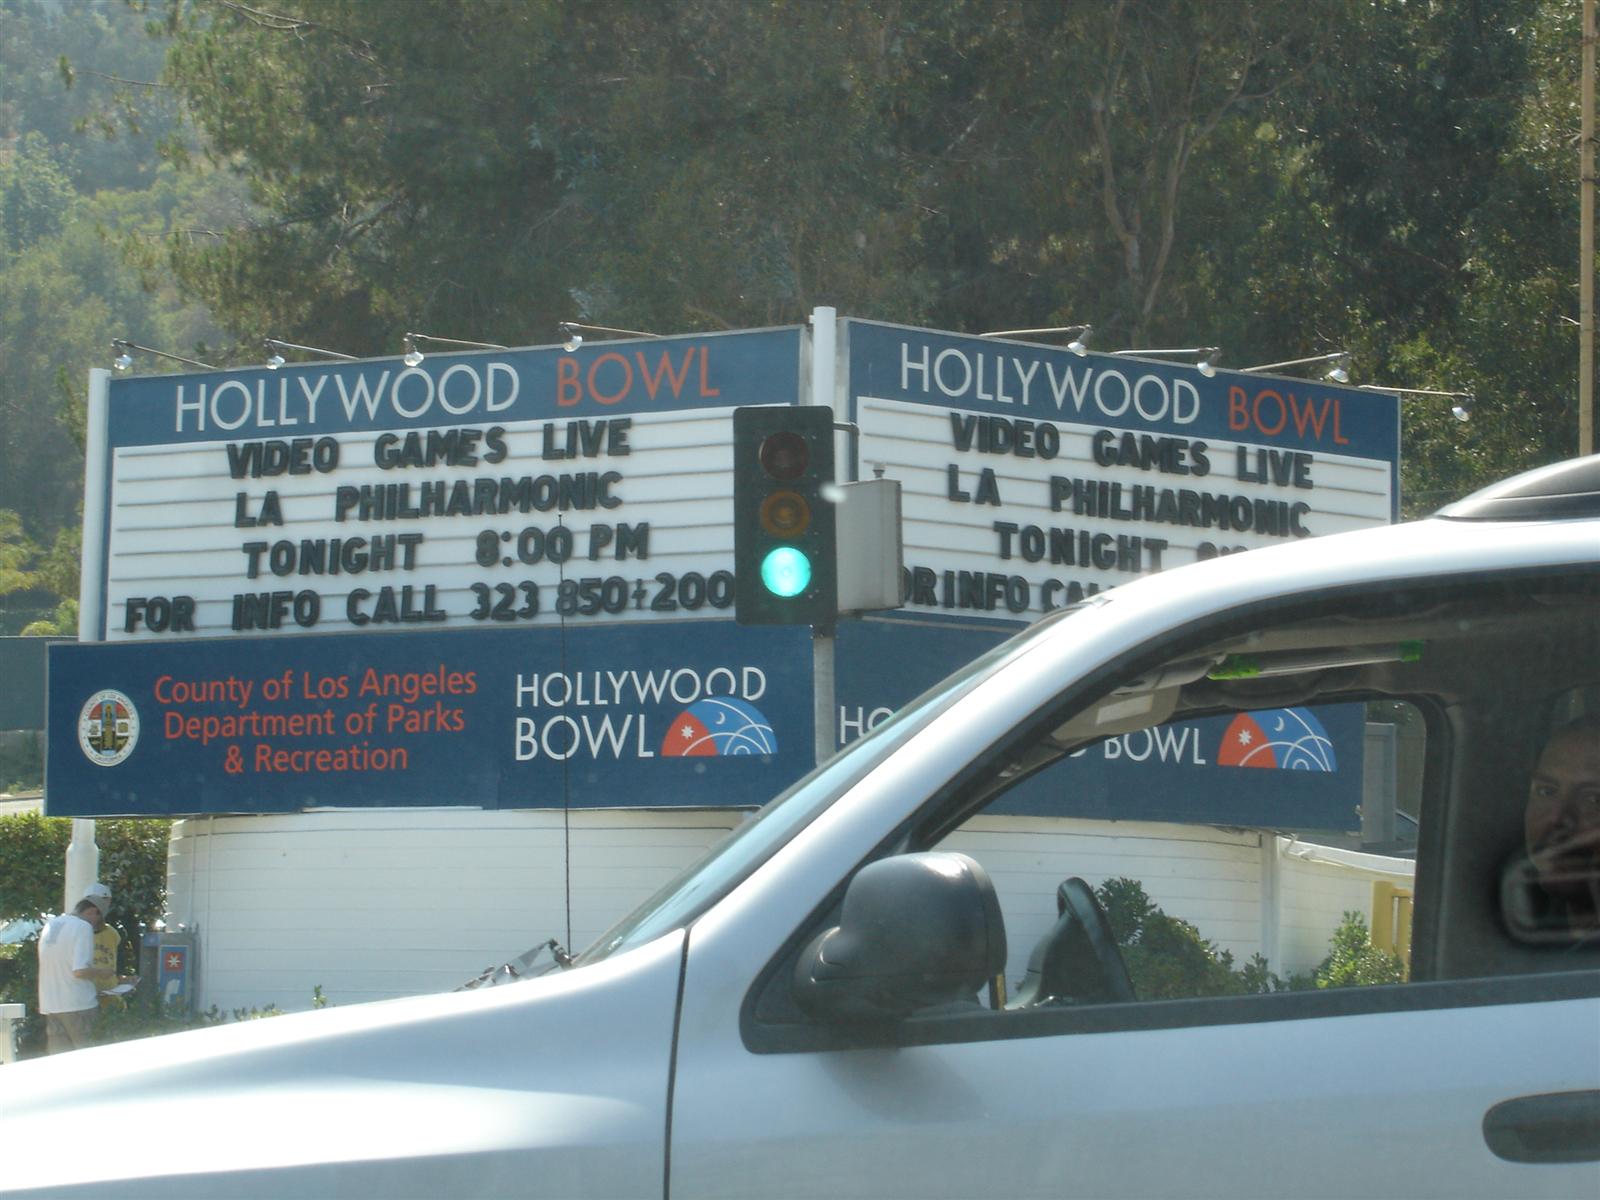 HOLLYWOOD BOWL
VIDEO GAMES LIVE
LA PHILHARMONIC
TONIGHT 8:00 PM
FOR INFO CALL 323 850+200
County of Los Angeles
Department of Parks
& Recreation
HOLLYWOOD
BOWL
HOLLYWOOD BOWL
VIDEO GAMES LIVE
LA PHILHARMONIC
TONIGHT
INFO
BOWL